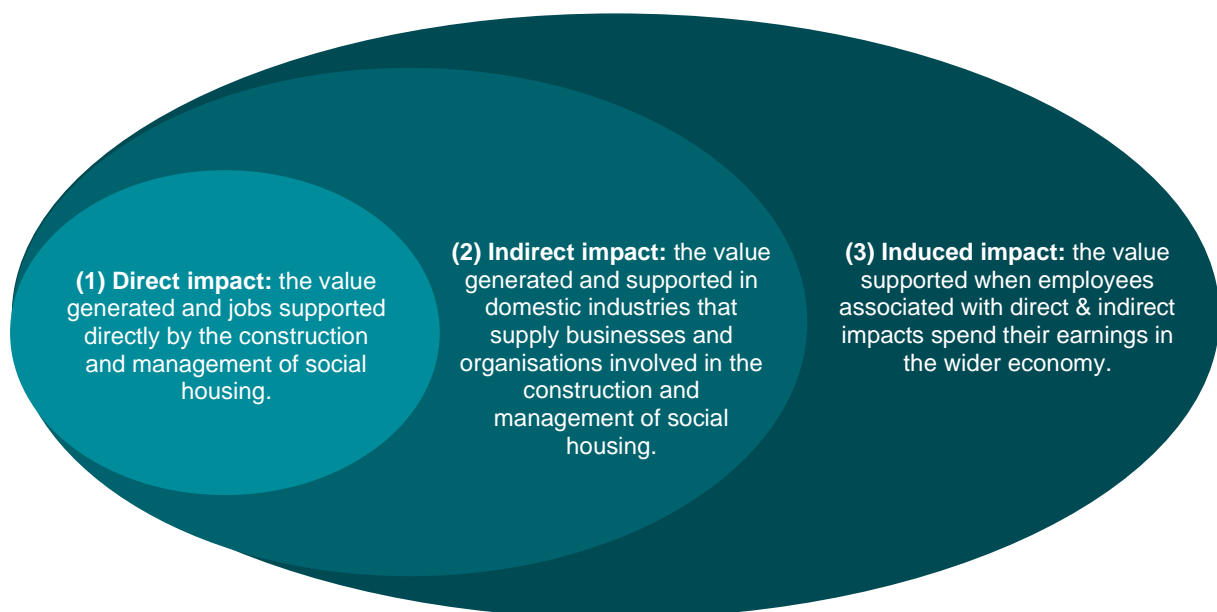 (1) Direct impact: the value
generated and jobs supported
directly by the construction
and management of social
housing.
(2) Indirect impact: the value
generated and supported in
domestic industries that
supply businesses and
organisations involved in the
construction and
management of social
housing.
(3) Induced impact: the value
supported when employees
associated with direct & indirect
impacts spend their earnings in
the wider economy.